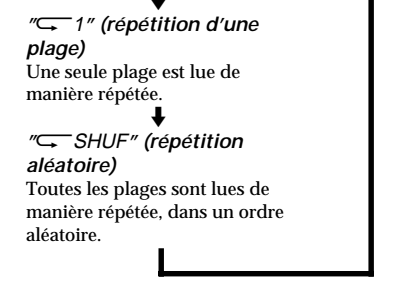 "⊂→ 1" (répétition d'une
plage)
Une seule plage est lue de
manière répétée.
"⊂→ SHUF" (répétition
aléatoire)
Toutes les plages sont lues de
manière répétée, dans un ordre
aléatoire.